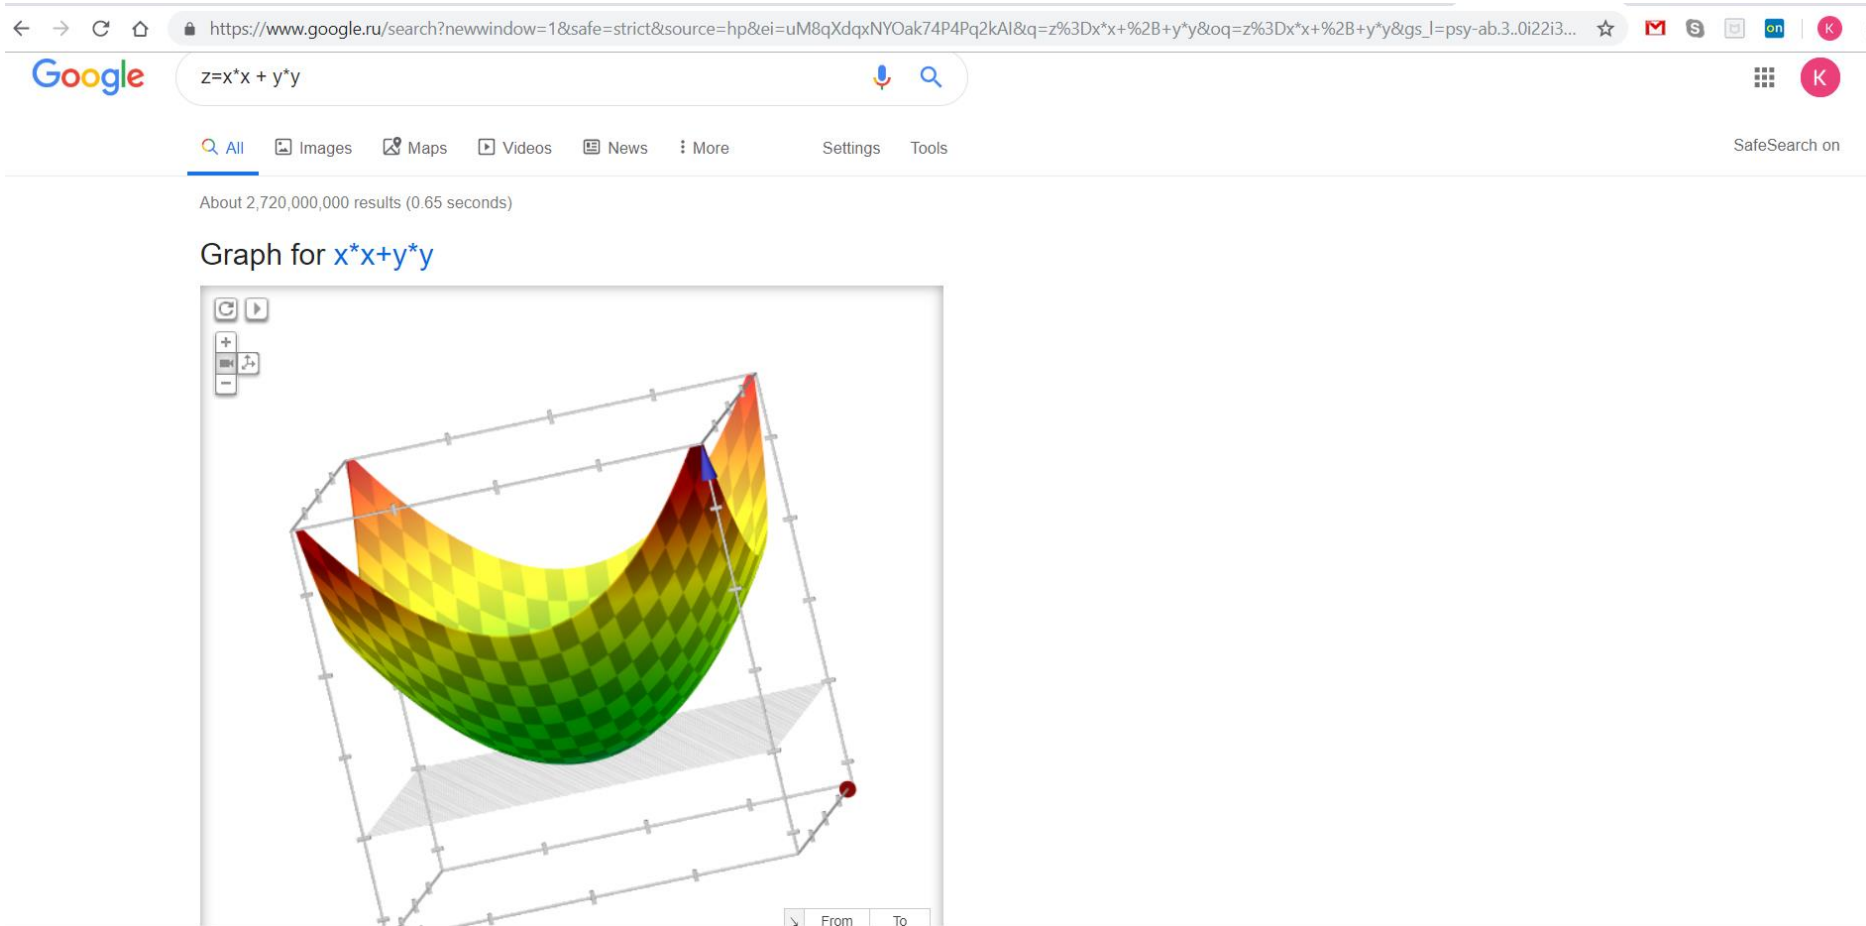 https://www.google.ru/search?newwindow=1&safe=strict&source=hp&ei=uM8qXdqxNYOak74P4Pq2kAI&q=z%3Dx*x+%2B+y*y&oq=z%3Dx*x+%2B+y*y&gs_l=psy-ab.3..0i22i3...
M S on K
Google z=x*x + y*y K
All Images Maps Videos News More Settings Tools SafeSearch on
About 2,720,000,000 results (0.65 seconds)
Graph for x*x+y*y
From To